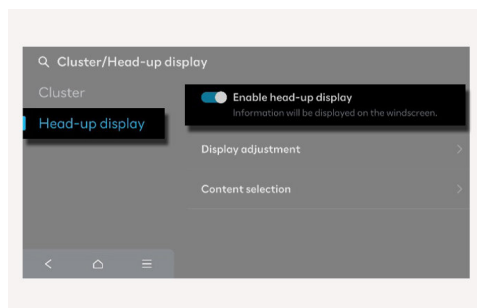 Cluster/Head-up display
Cluster
Head-up display
Enable head-up display
Information will be displayed on the windscreen.
Display adjustment
Content selection